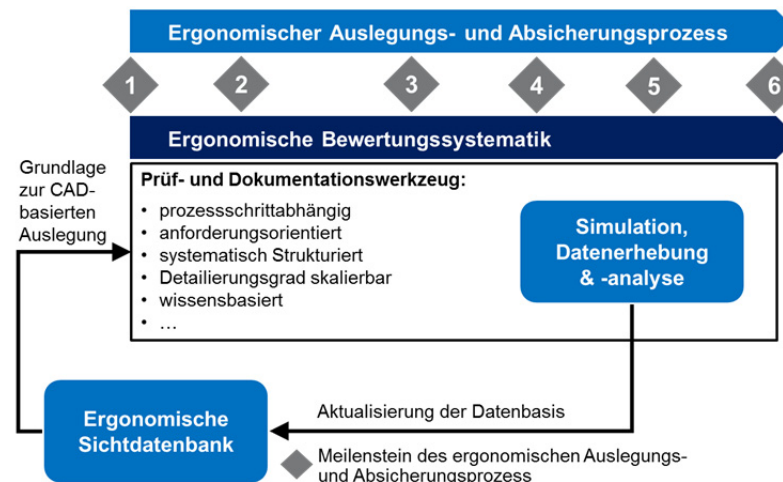 Ergonomischer Auslegungs- und Absicherungsprozess
1 2 3 4 5 6
Ergonomische Bewertungssystematik
Grundlage
zur CAD-
basierten
Auslegung
Prüf- und Dokumentationswerkzeug:
• prozessschrittabhängig
• anforderungsorientiert
• systematisch Strukturiert
• Detailierungsgrad skalierbar
• wissensbasiert
• …
Simulation,
Datenerhebung
& -analyse
Ergonomische
Sichtdatenbank
Aktualisierung der Datenbasis
Meilenstein des ergonomischen Auslegungs-
und Absicherungsprozess